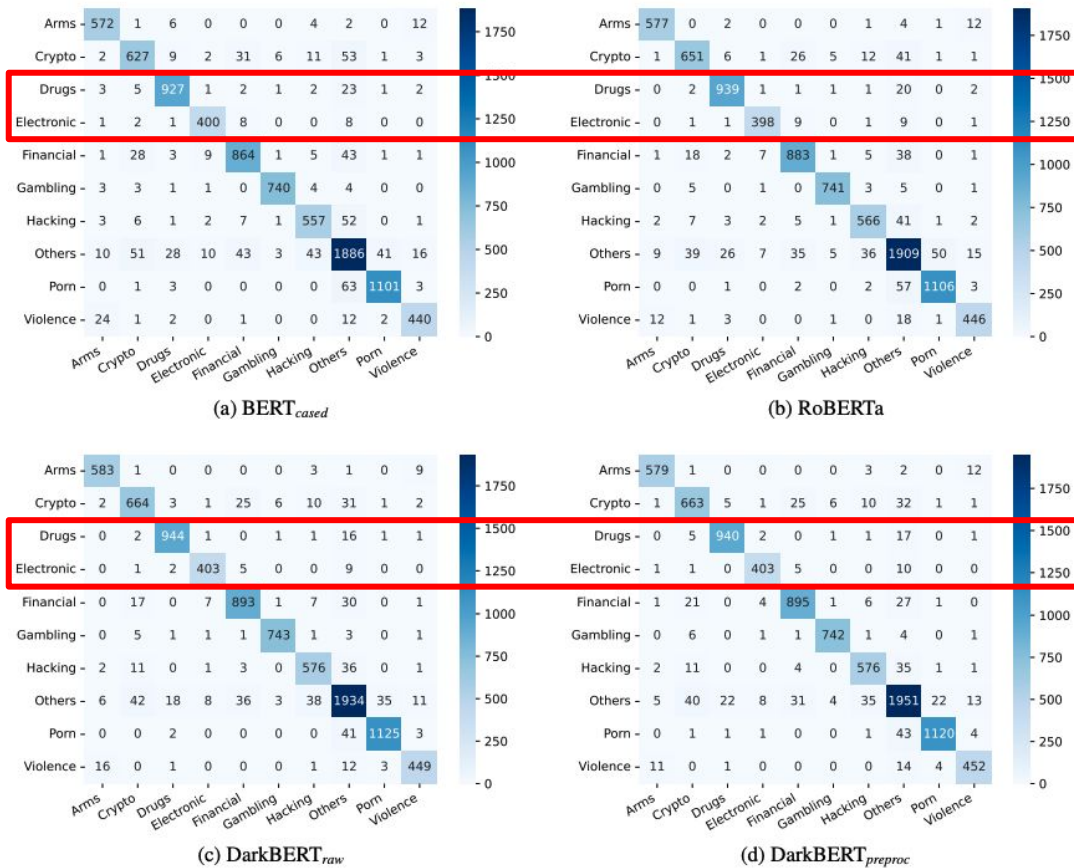 Arms 572 1 6 0 0 0 2 5 0 12
Crypto 2 627 9 2 31 6 11 53 1 3
Drugs 3 5 927 1 2 1 2 23 1 2
Electronic 1 2 1 400 8 0 0 8 0 0
Financial 1 28 3 9 864 1 5 43 1 1
Gambling 3 3 1 1 0 740 4 4 0 0
Hacking 3 6 1 2 7 1 557 52 0 1
Others 10 51 28 10 43 3 43 1886 41 16
Porn 0 1 3 0 0 0 0 63 1101 3
Violence 24 1 2 0 1 0 0 12 2 440
Arms Crypto Drugs Electronic Financial Gambling Hacking Others Porn Violence
1750
1500
1250
1000
750
500
250
0
(a) BERTcased
Arms 577 1 0 0 0 0 1 4 1 12
Crypto 1 651 6 1 26 5 12 41 1 1
Drugs 0 2 939 1 1 1 1 20 0 2
Electronic 0 1 1 398 9 0 1 9 0 1
Financial 1 18 2 7 883 1 5 38 0 1
Gambling 0 5 0 1 0 741 3 5 0 1
Hacking 2 7 3 2 5 1 566 41 1 2
Others 9 39 26 7 35 5 36 1909 50 15
Porn 0 0 1 0 2 0 2 57 1106 3
Violence 12 1 3 0 0 1 0 18 1 446
Arms Crypto Drugs Electronic Financial Gambling Hacking Others Porn Violence
1750
1500
1250
1000
750
500
250
0
(b) RoBERTa
Arms 583 1 0 0 0 0 3 1 0 9
Crypto 2 664 3 1 25 6 10 31 1 2
Drugs 0 2 944 1 0 1 1 16 1 1
Electronic 0 1 2 403 5 0 0 9 0 0
Financial 0 17 0 7 893 1 7 30 0 1
Gambling 0 5 1 1 1 743 1 3 0 1
Hacking 2 11 0 1 3 0 576 36 0 1
Others 6 42 18 8 36 3 38 1934 35 11
Porn 0 0 2 0 0 0 0 41 1125 3
Violence 16 0 1 0 0 0 1 12 3 449
Arms Crypto Drugs Electronic Financial Gambling Hacking Others Porn Violence
1750
1500
1250
1000
750
500
250
0
(c) DarkBERTraw
Arms 579 1 0 0 0 0 3 2 0 12
Crypto 1 663 5 1 25 6 10 32 1 1
Drugs 0 5 940 2 0 1 1 17 0 1
Electronic 1 1 0 403 5 0 0 10 0 0
Financial 1 21 0 4 895 1 6 27 1 0
Gambling 0 6 0 1 1 742 1 4 0 1
Hacking 2 11 0 0 4 0 576 35 1 1
Others 5 40 22 8 31 4 35 1951 22 13
Porn 0 1 1 1 0 0 0 43 1120 4
Violence 11 0 1 0 0 0 0 14 4 452
Arms Crypto Drugs Electronic Financial Gambling Hacking Others Porn Violence
1750
1500
1250
1000
750
500
250
0
(d) DarkBERTpreproc